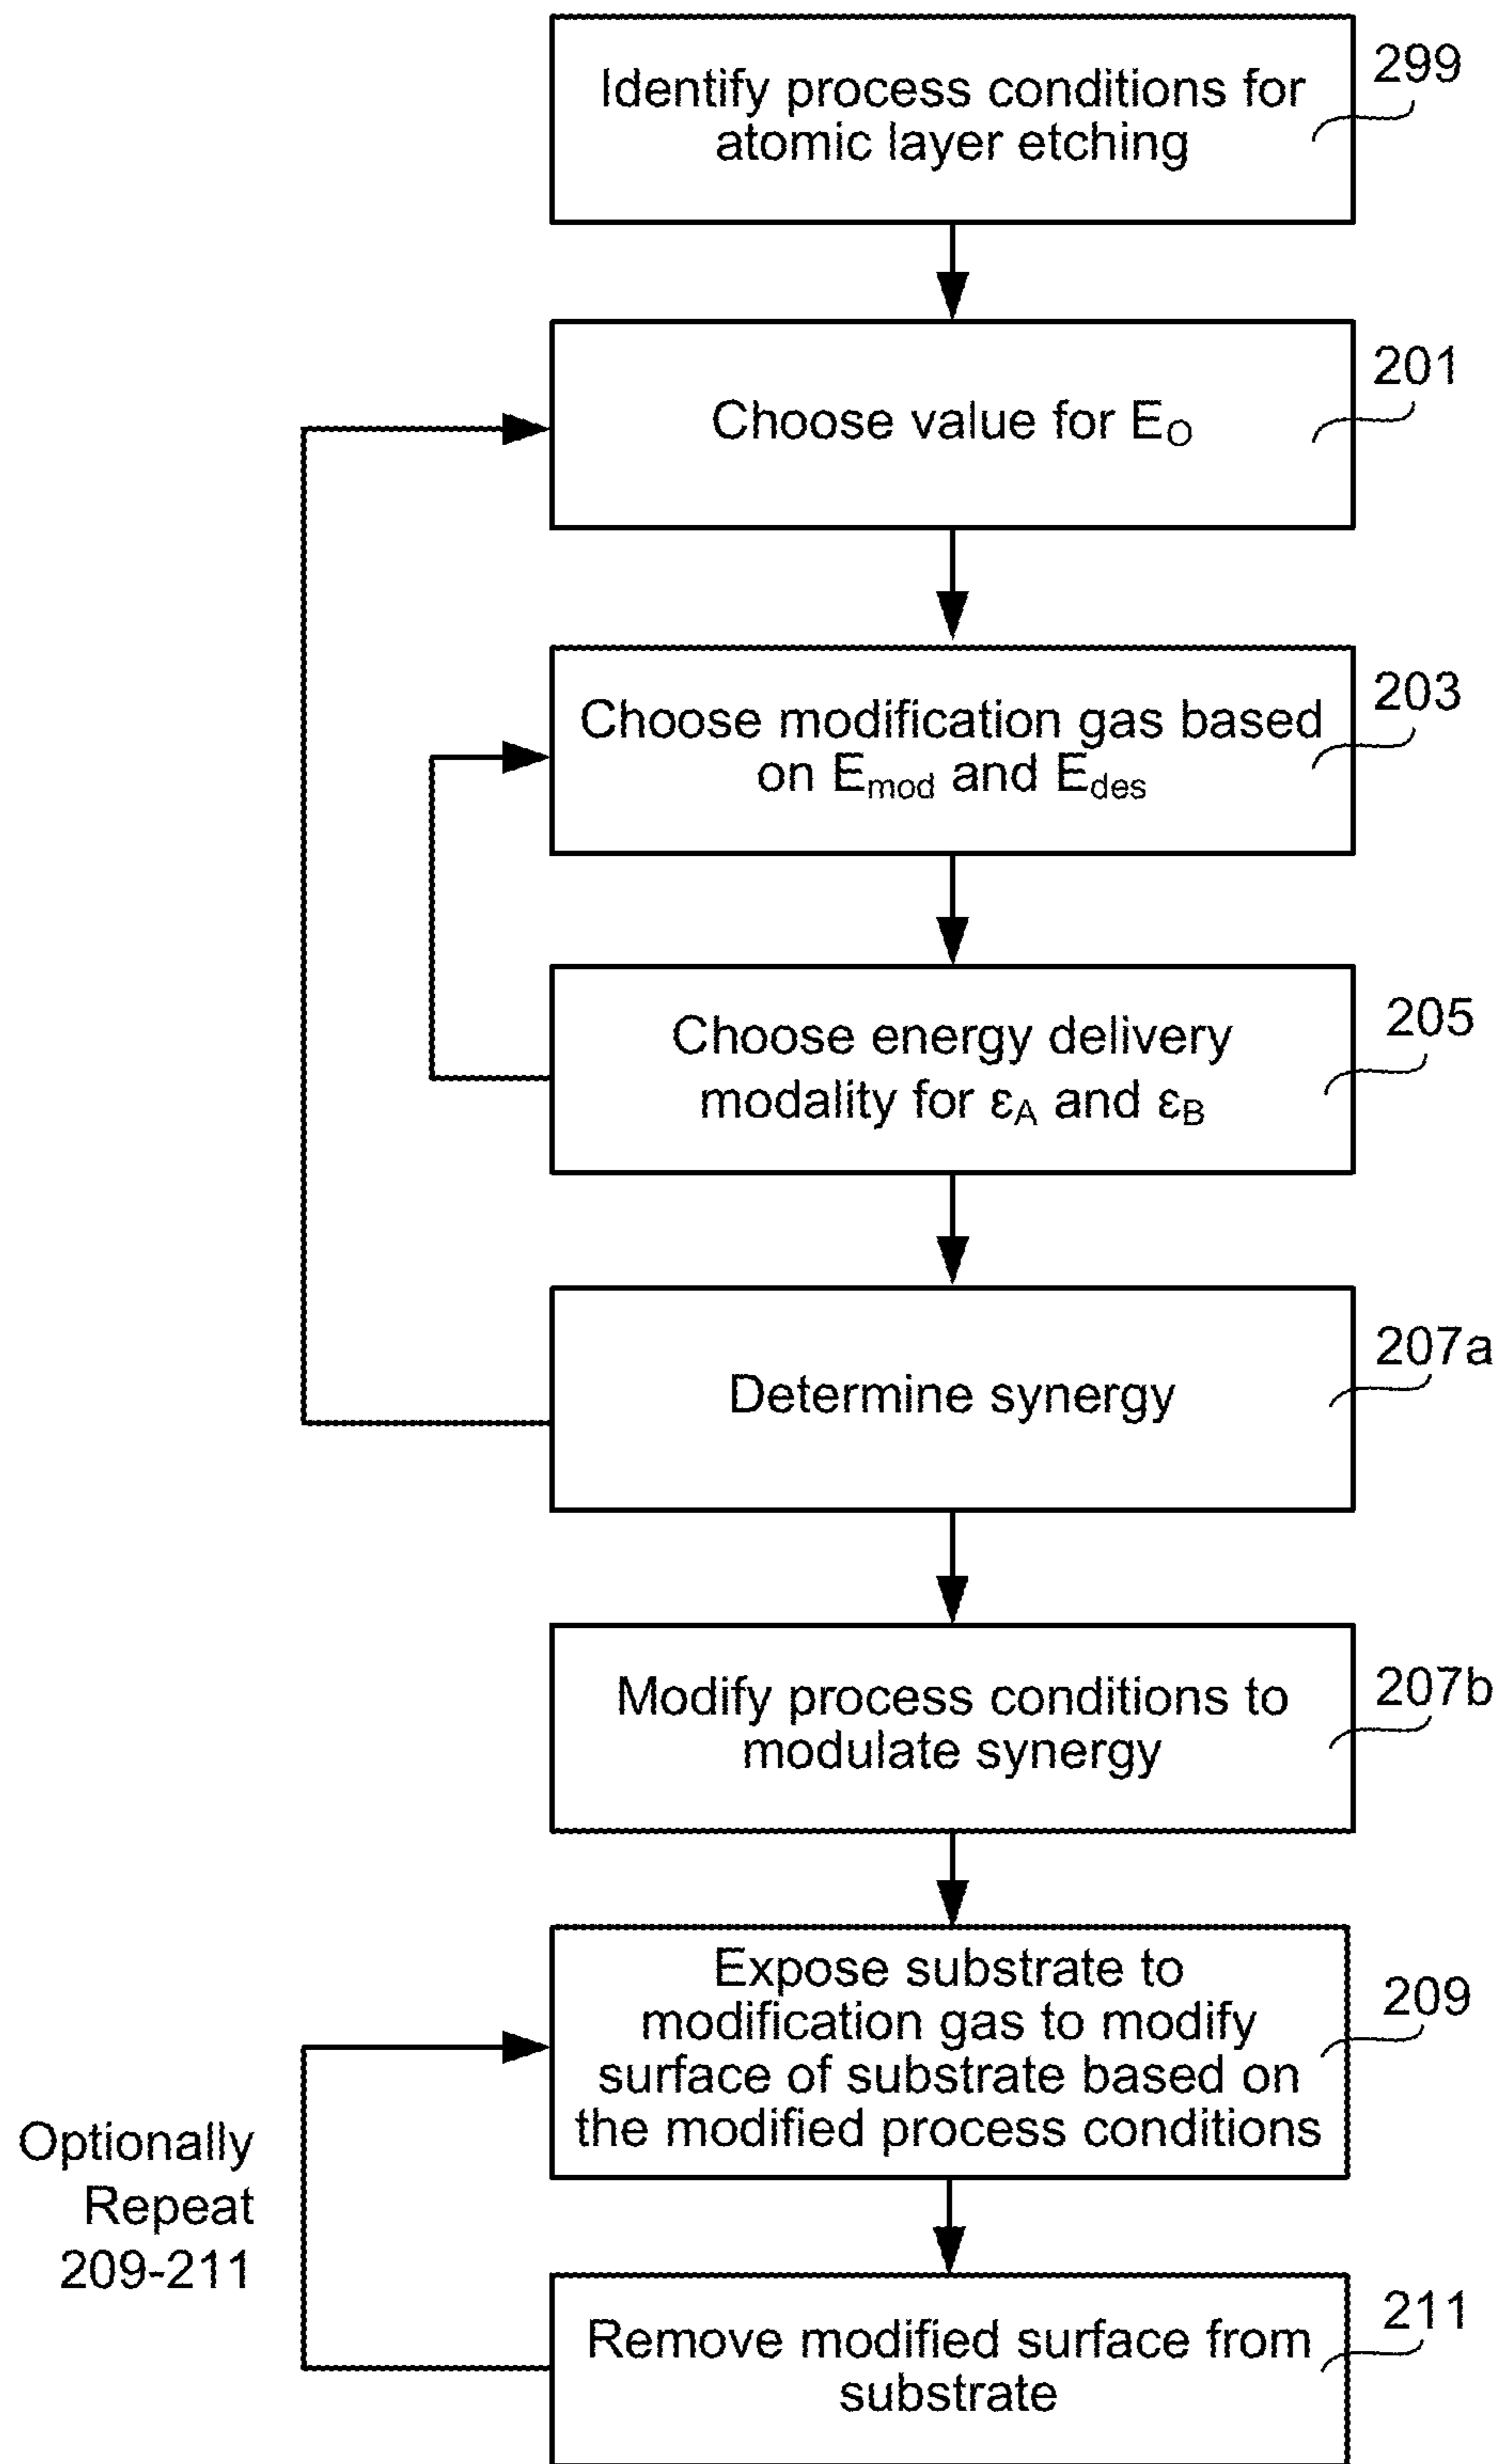 Identify process conditions for
atomic layer etching
299
Choose value for EO
201
Choose modification gas based
on Emod and Edes
203
Choose energy delivery
modality for εA and εB
205
Determine synergy
207a
Modify process conditions to
modulate synergy
207b
Expose substrate to
modification gas to modify
surface of substrate based on
the modified process conditions
209
Optionally
Repeat
209-211
Remove modified surface from
substrate
211